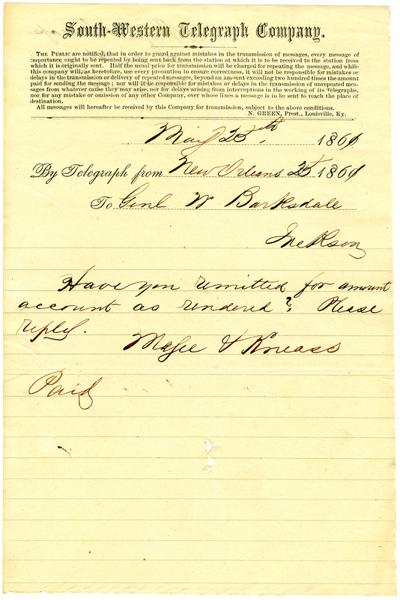 South-Western Telegraph Company.
THE PUBLIC are notified, that in order to guard against mistakes in the transmission of messages, every message of
importance ought to be repeated by being sent back from the station at which it is to be received to the station from
which it is originally sent. Half the usual price for transmission will be charged for repeating the message, and while
this company will, as heretofore, use every precaution to ensure correctness, it will not be responsible for mistakes or
delays in the transmission or delivery of repeated messages, beyond an amount exceeding two hundred times the amount
paid for sending the message; nor will it be responsible for mistakes or delays in the transmission of unrepeated mes-
sages from whatever cause they may arise, nor for delays arising from interruptions in the working of its Telegraphs,
nor for any mistake or omission of any other Company, over whose lines a message is to be sent to reach the place of
destination.
All messages will hereafter be received by this Company for transmission, subject to the above conditions.
N. GREEN, Prest., Louisville, Ky.
May 25th, 1861
By Telegraph from New Orleans 25 1861
To Genl W Barksdale
Jackson
Have you remitted for amount
account as rendered? Please
reply.
Magee & Kneass
Paid